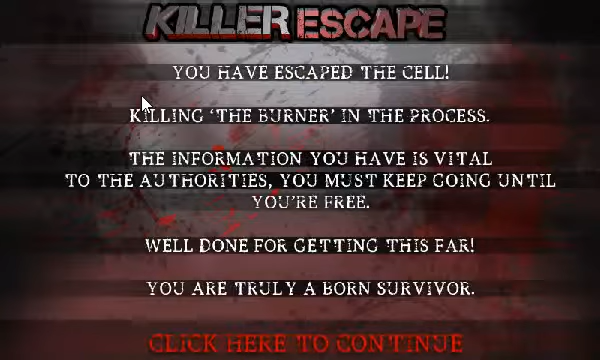 KILLER ESCAPE
YOU HAVE ESCAPED THE CELL!
KILLING 'THE BURNER' IN THE PROCESS.
THE INFORMATION YOU HAVE IS VITAL
TO THE AUTHORITIES, YOU MUST KEEP GOING UNTIL
YOU'RE FREE.
WELL DONE FOR GETTING THIS FAR!
YOU ARE TRULY A BORN SURVIVOR.
CLICK HERE TO CONTINUE